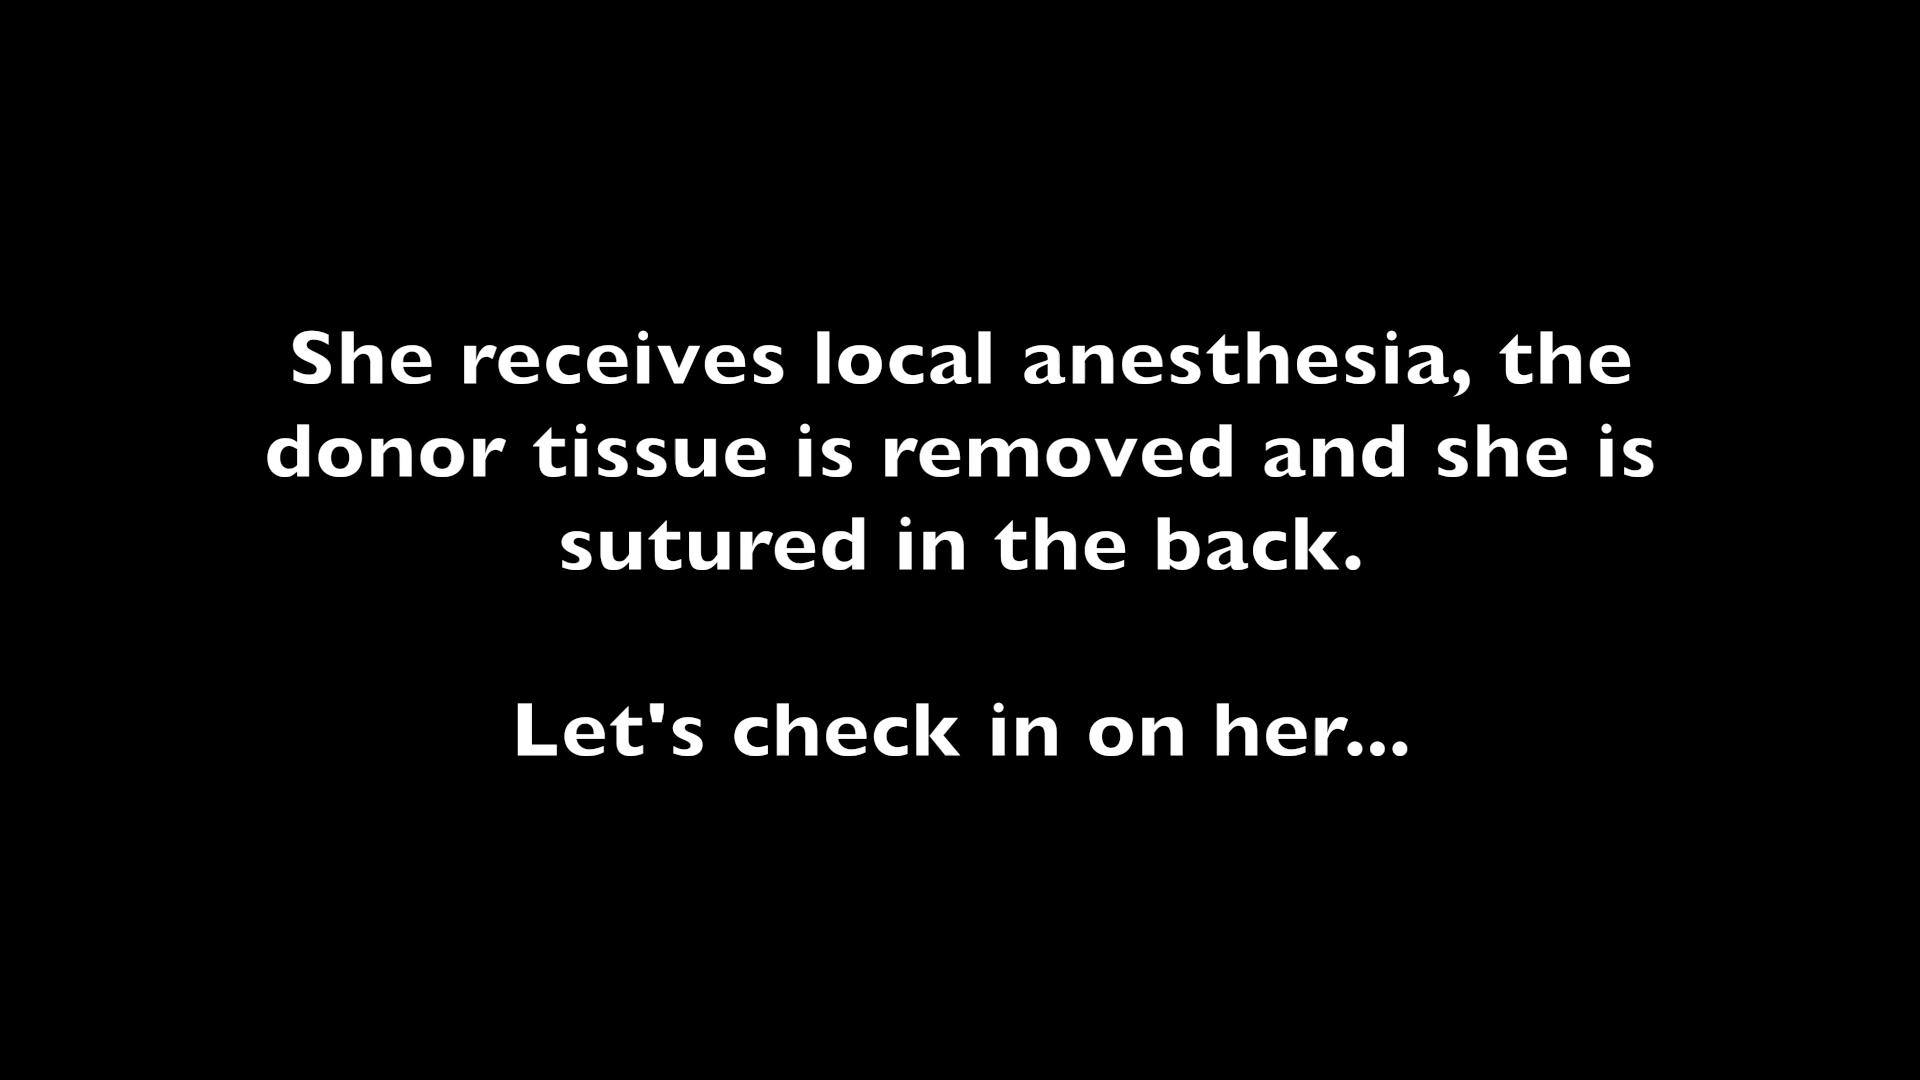 She receives local anesthesia, the
donor tissue is removed and she is
sutured in the back.
Let's check in on her...